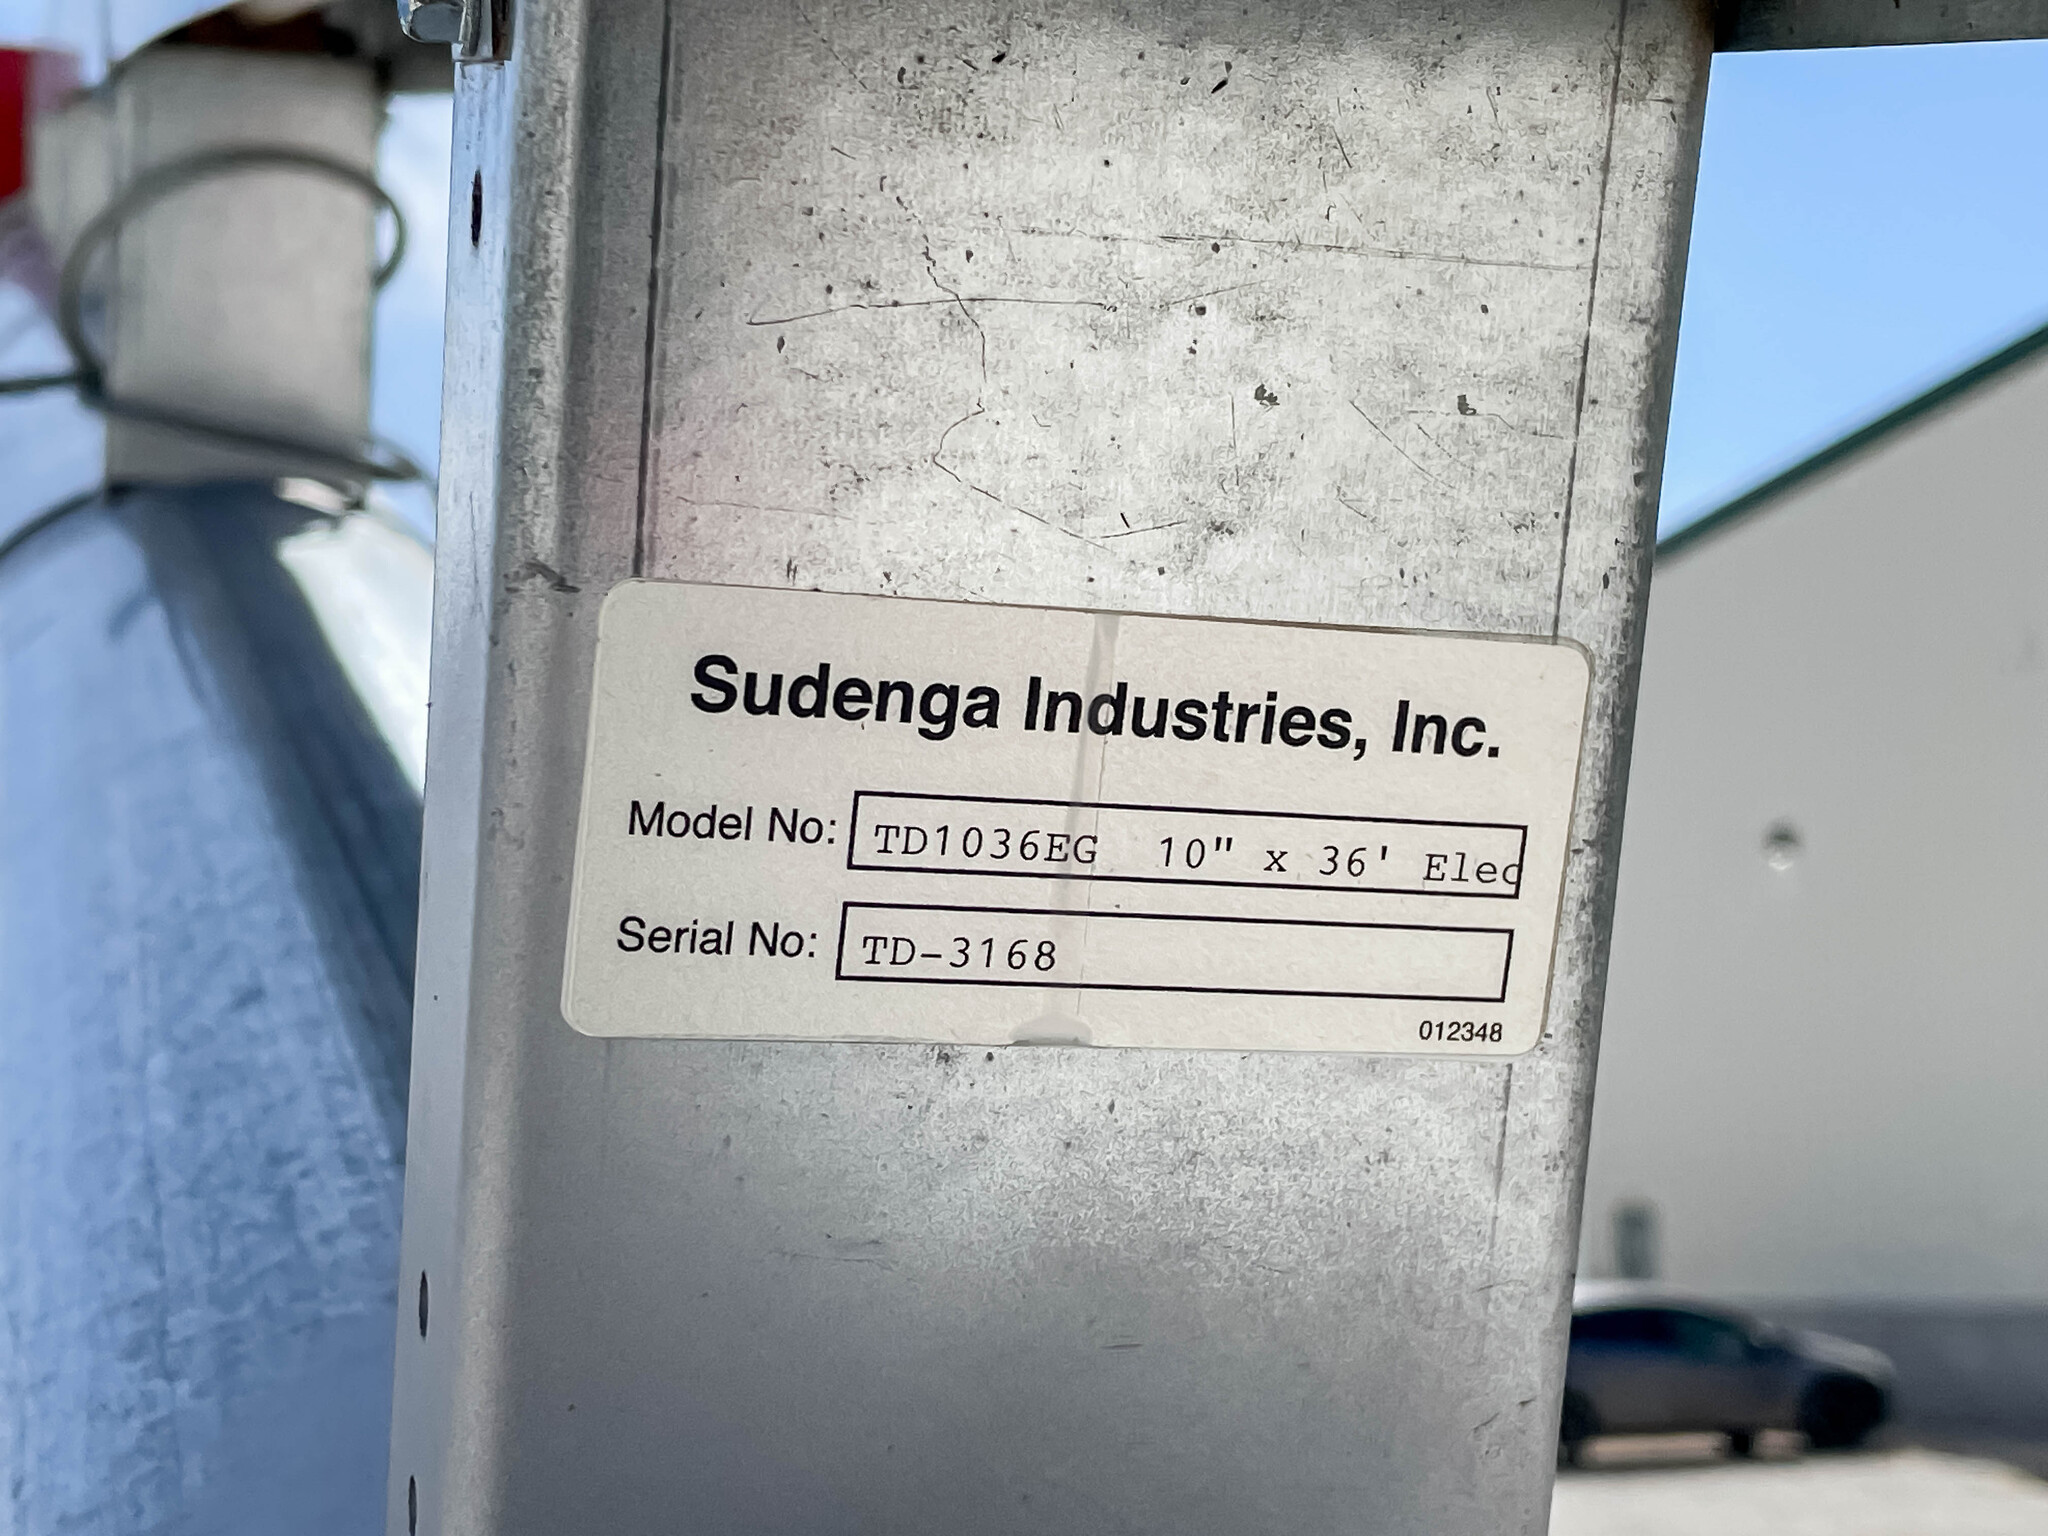 Sudenga Industries, Inc.
Model No: TD1036EG 10" x 36' Elec
Serial No: TD-3168
012348